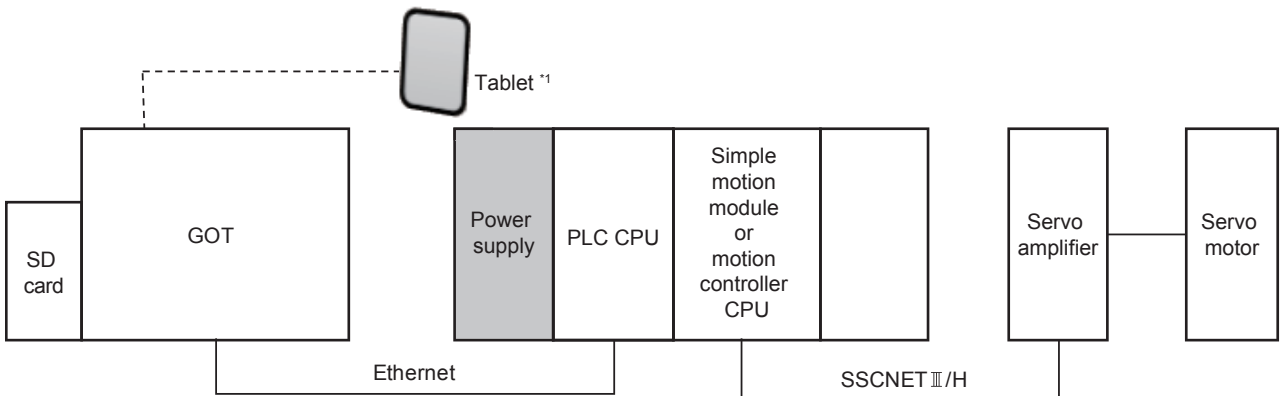 Tablet *1
SD
card
GOT
Power
supply
PLC CPU
Simple
motion
module
or
motion
controller
CPU
Servo
amplifier
Servo
motor
Ethernet
SSCNETⅢ/H